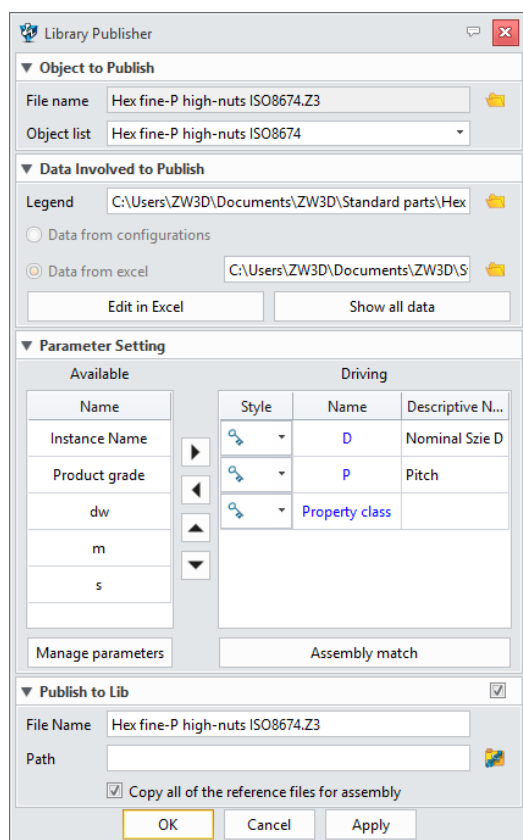 Library Publisher
Object to Publish
File name Hex fine-P high-nuts ISO8674.Z3
Object list Hex fine-P high-nuts ISO8674
Data Involved to Publish
Legend C:\Users\ZW3D\Documents\ZW3D\Standard parts\Hex
Data from configurations
Data from excel C:\Users\ZW3D\Documents\ZW3D\S
Edit in Excel Show all data
Parameter Setting
Available Driving
Name Style Name Descriptive N...
Instance Name D Nominal Szie D
Product grade P Pitch
dw Property class
m
s
Manage parameters Assembly match
Publish to Lib
File Name Hex fine-P high-nuts ISO8674.Z3
Path
Copy all of the reference files for assembly
OK Cancel Apply